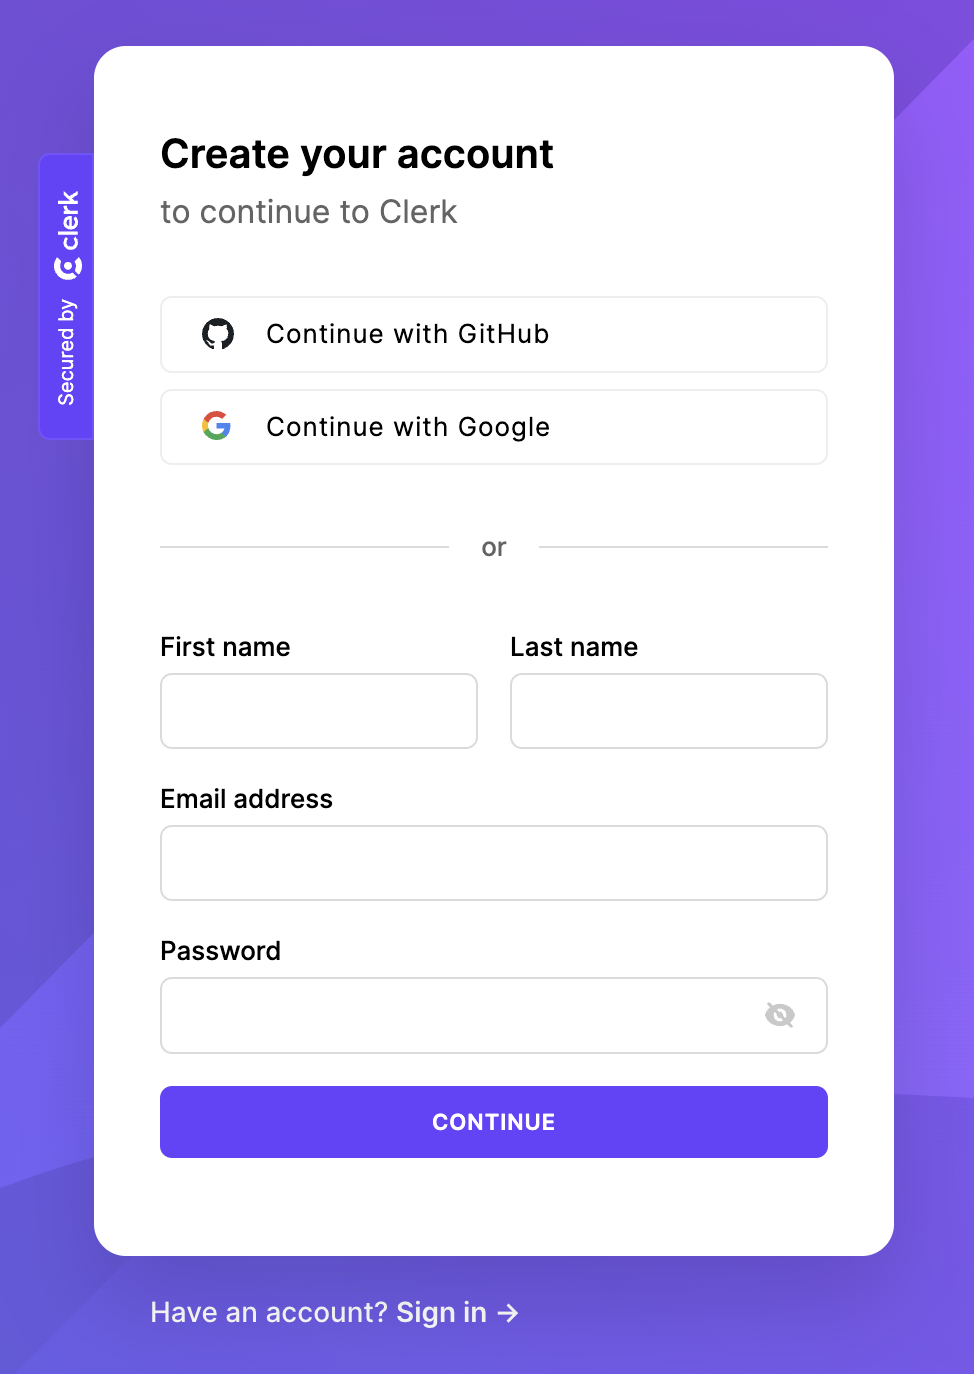 Create your account
to continue to Clerk
Secured by clerk
Continue with GitHub
Continue with Google
or
First name
Last name
Email address
Password
CONTINUE
Have an account? Sign in →